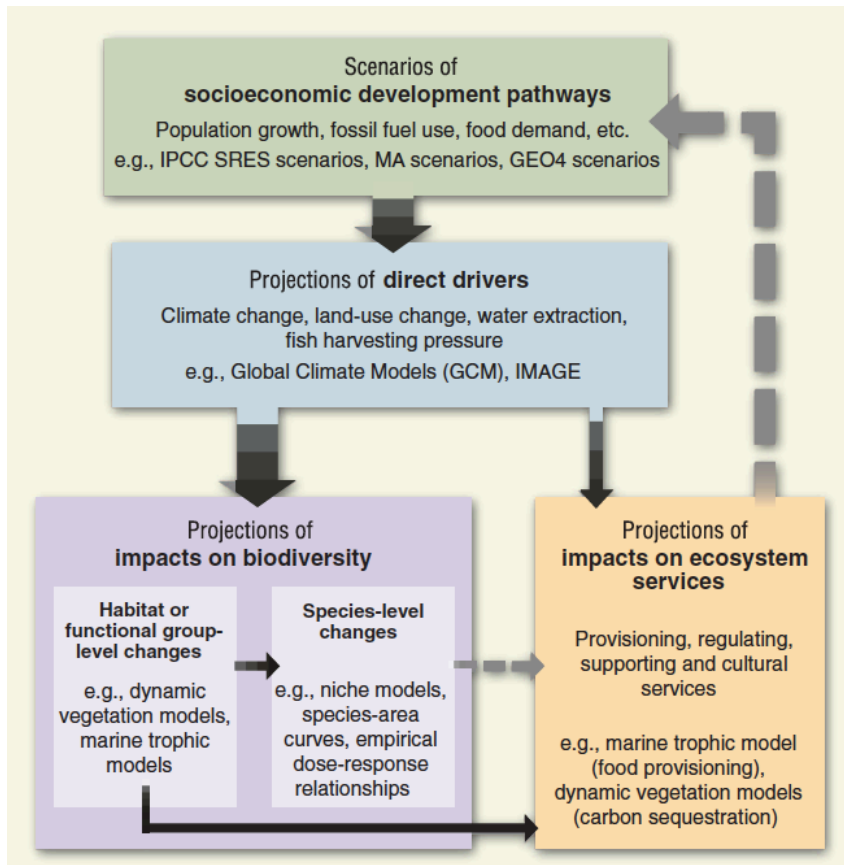 Scenarios of
socioeconomic development pathways
Population growth, fossil fuel use, food demand, etc.
e.g., IPCC SRES scenarios, MA scenarios, GEO4 scenarios
Projections of direct drivers
Climate change, land-use change, water extraction,
fish harvesting pressure
e.g., Global Climate Models (GCM), IMAGE
Projections of
impacts on biodiversity
Habitat or
functional group-
level changes
e.g., dynamic
vegetation models,
marine trophic
models
Species-level
changes
e.g., niche models,
species-area
curves, empirical
dose-response
relationships
Projections of
impacts on ecosystem
services
Provisioning, regulating,
supporting and cultural
services
e.g., marine trophic model
(food provisioning),
dynamic vegetation models
(carbon sequestration)